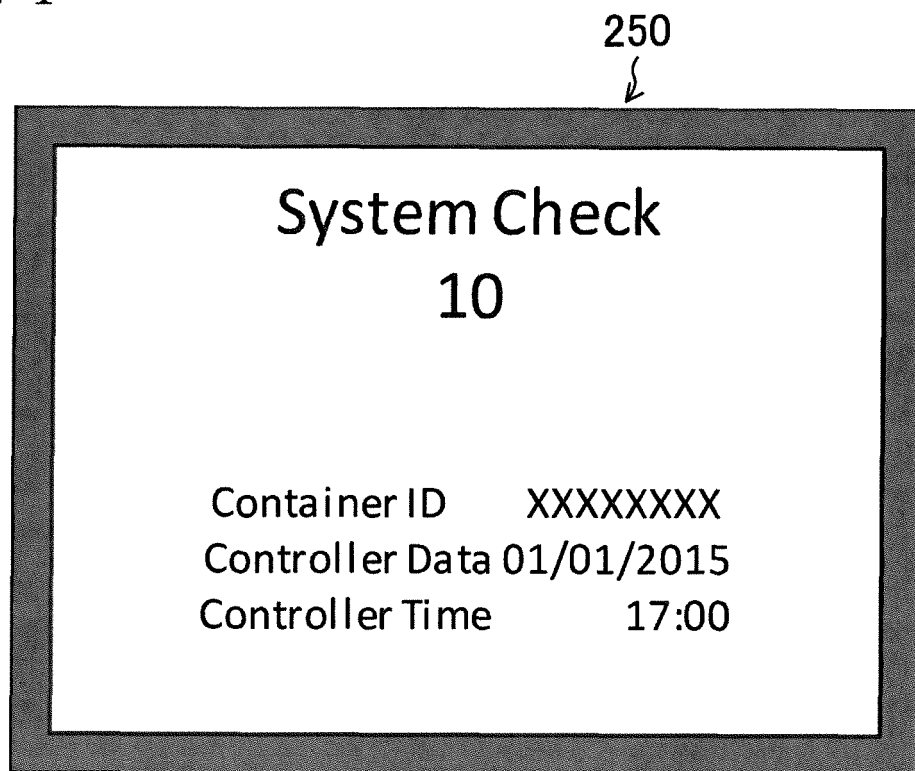 250
System Check
10
Container ID XXXXXXXX
Controller Data 01/01/2015
Controller Time 17:00